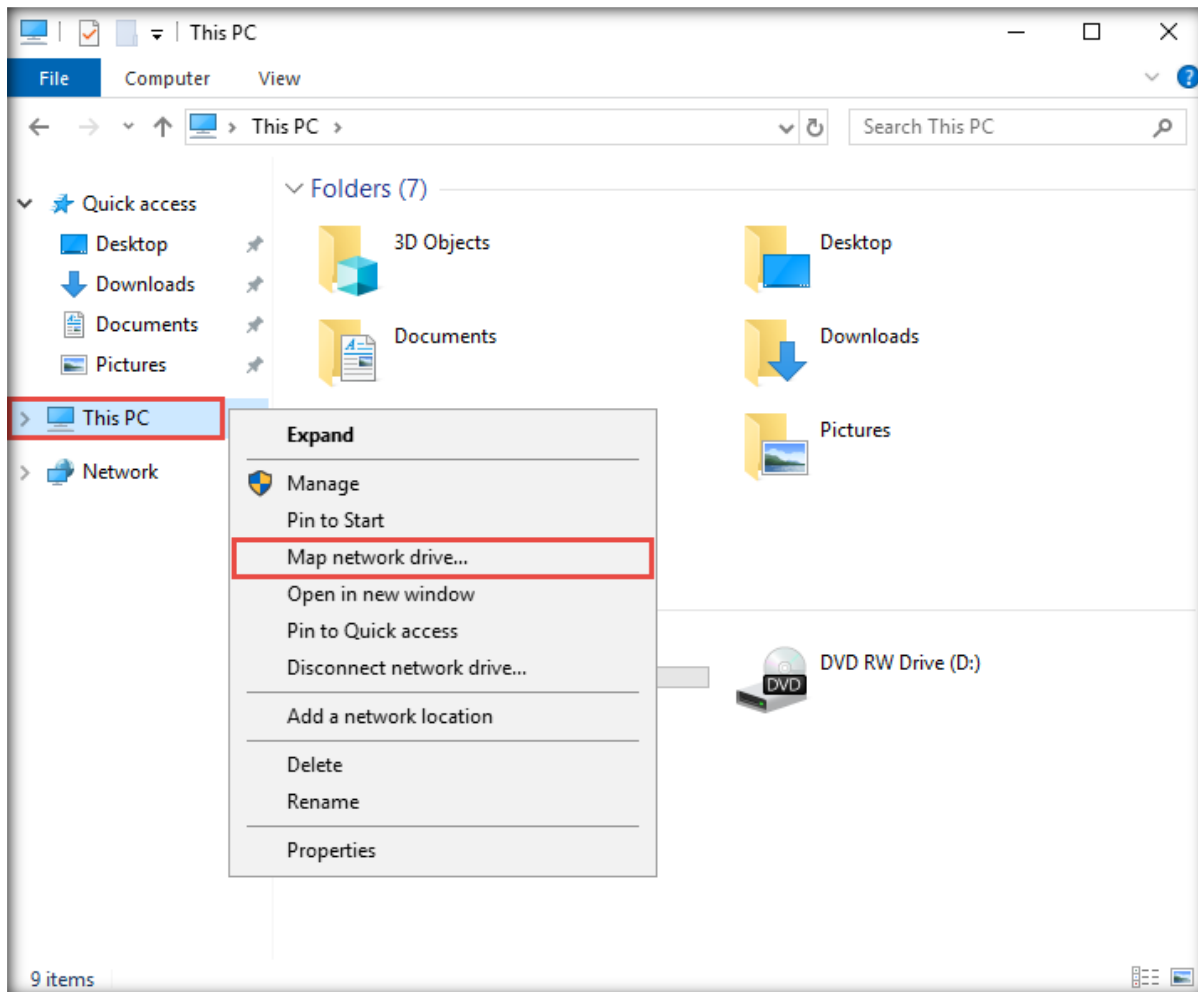 This PC
File Computer View
This PC
Search This PC
Quick access
Desktop
Downloads
Documents
Pictures
This PC
Network
Folders (7)
3D Objects
Desktop
Documents
Downloads
Pictures
DVD RW Drive (D:)
DVD
Expand
Manage
Pin to Start
Map network drive...
Open in new window
Pin to Quick access
Disconnect network drive...
Add a network location
Delete
Rename
Properties
9 items